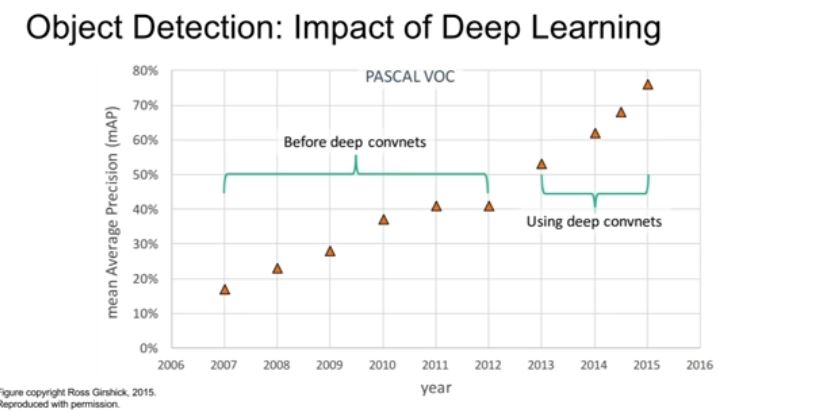 Object Detection: Impact of Deep Learning
PASCAL VOC
80%
70%
60%
50%
40%
30%
20%
10%
0%
mean Average Precision (mAP)
Before deep convnets
Using deep convnets
2006 2007 2008 2009 2010 2011 2012 2013 2014 2015 2016
year
igure copyright Ross Girshick, 2015.
Reproduced with permission.